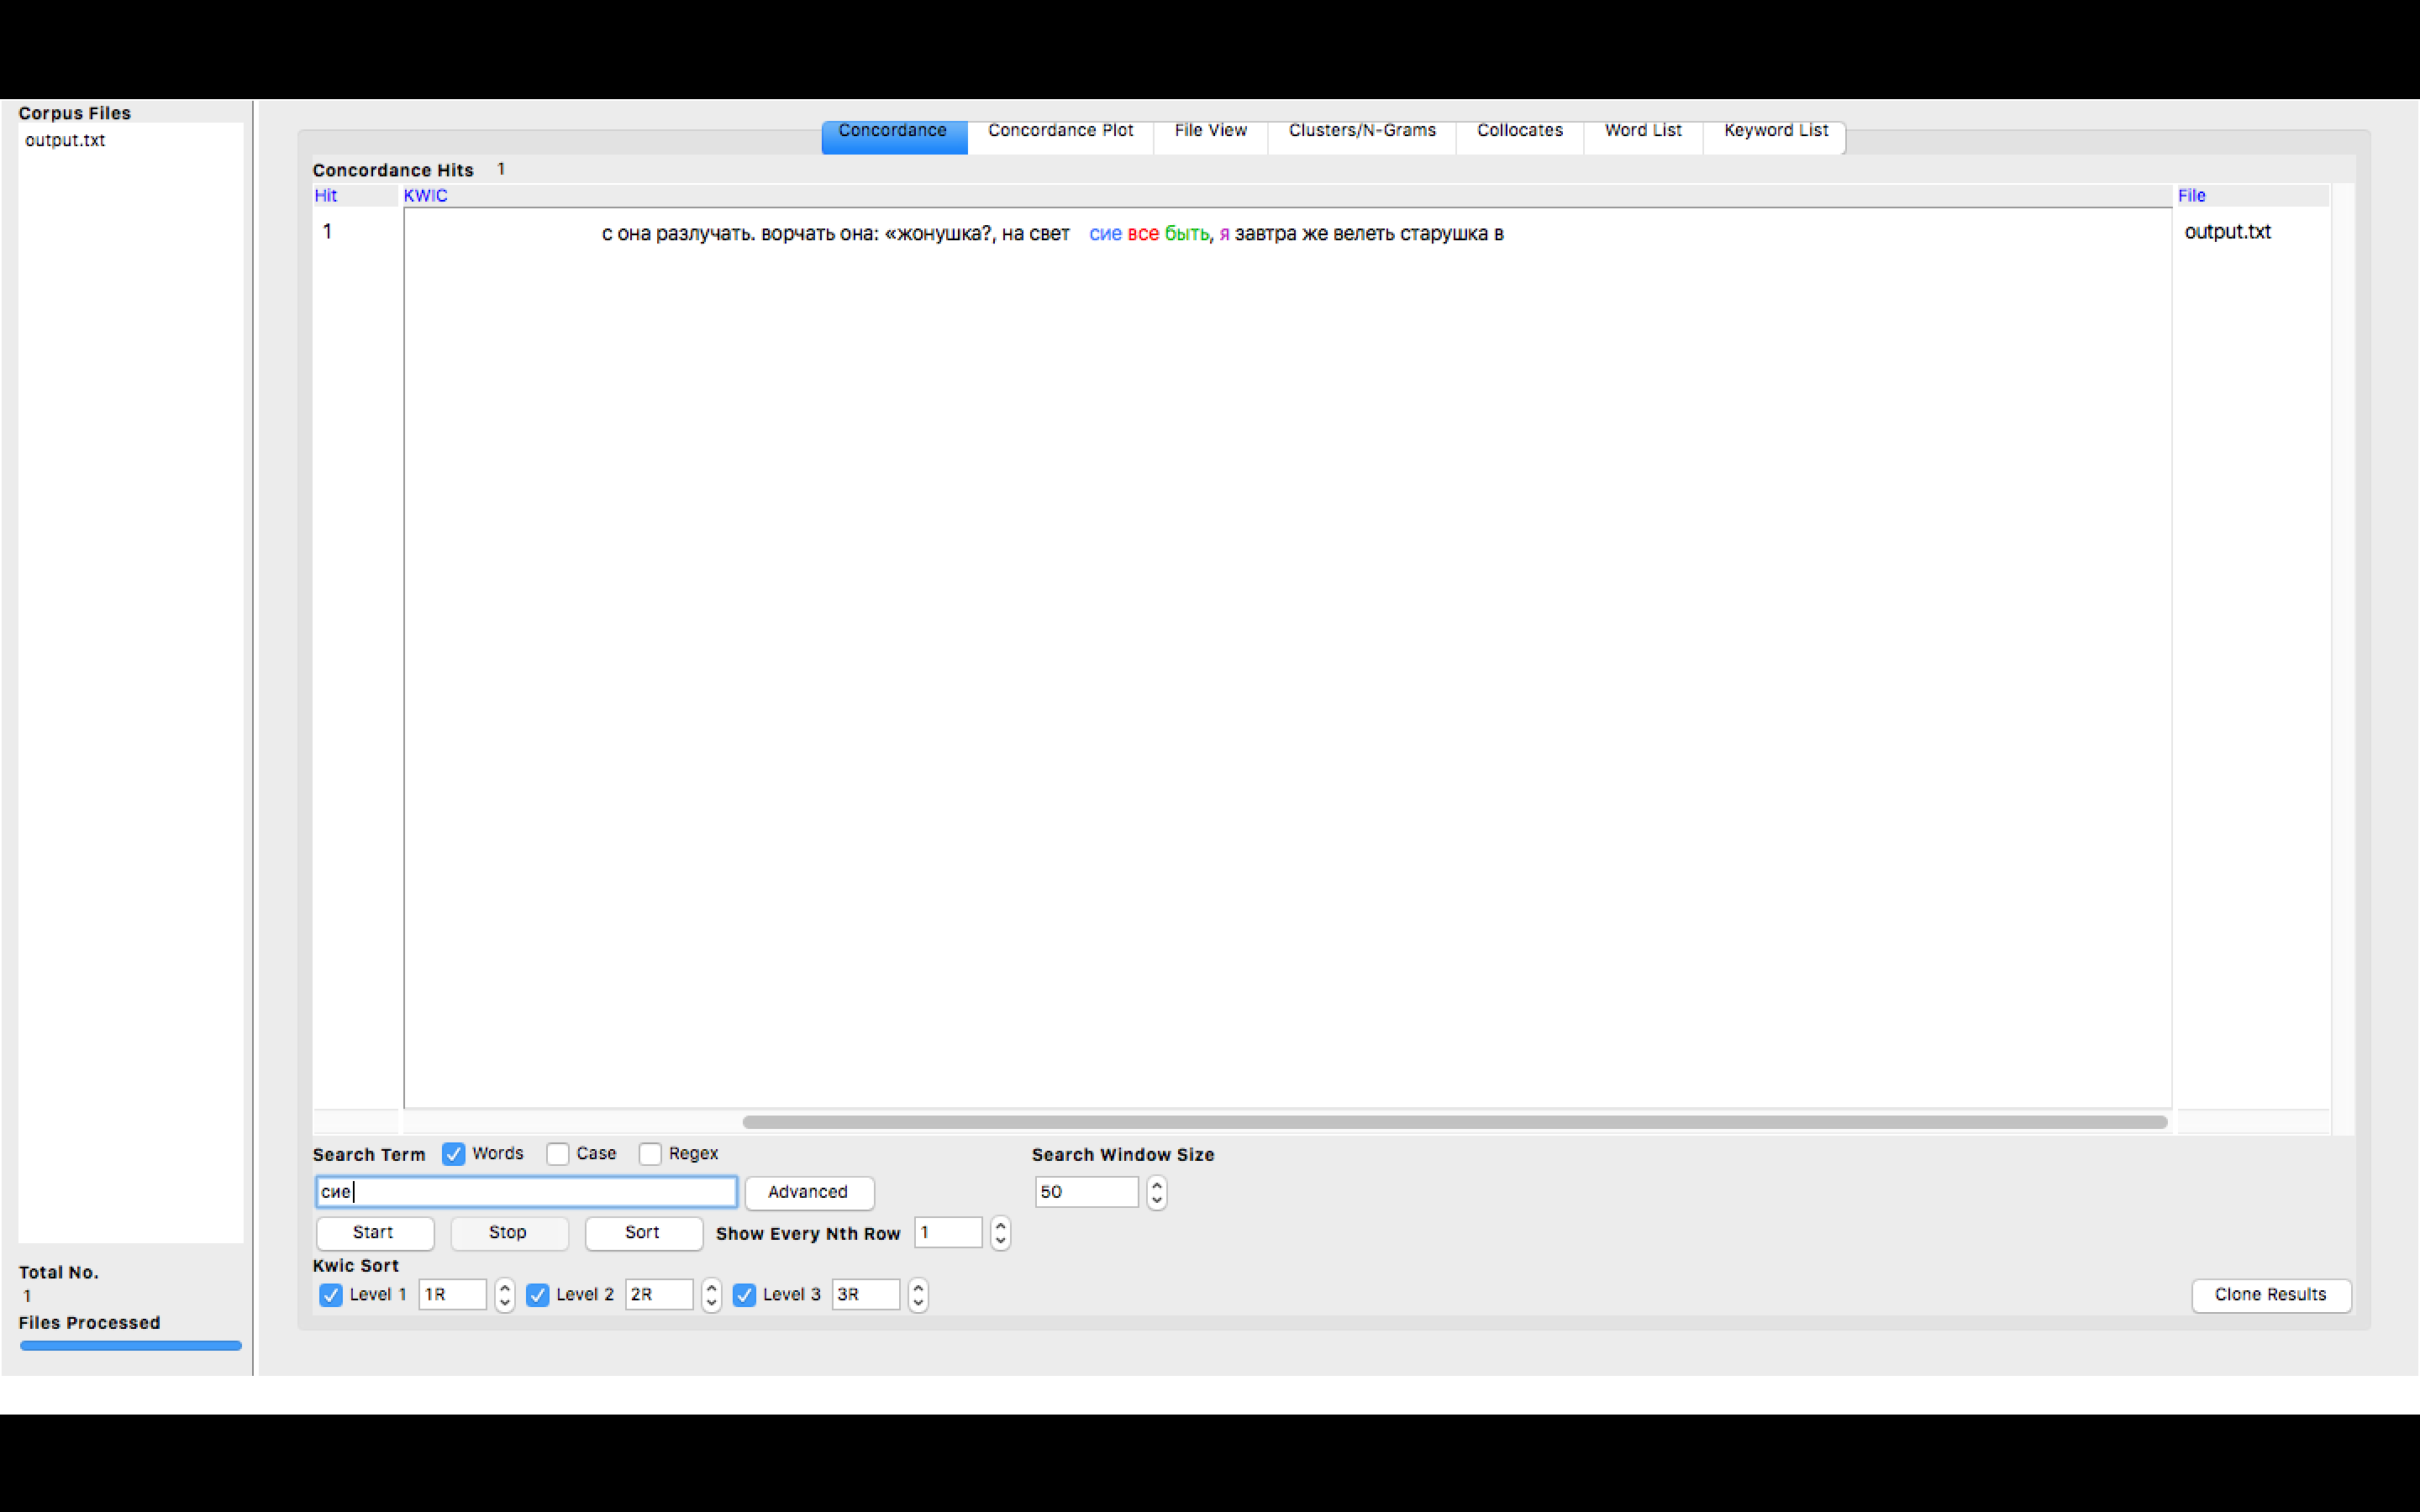 Corpus Files
output.txt
Concordance Concordance Plot File View Clusters/N-Grams Collocates Word List Keyword List
Concordance Hits 1
Hit KWIC File
1 с она разлучать. ворчать она: «жонушка?, на свет сие все быть, я завтра же велеть старушка в output.txt
Search Term Words Case Regex Search Window Size
сие Advanced 50
Start Stop Sort Show Every Nth Row 1
Kwic Sort
Level 1 1R Level 2 2R Level 3 3R Clone Results
Total No.
1
Files Processed